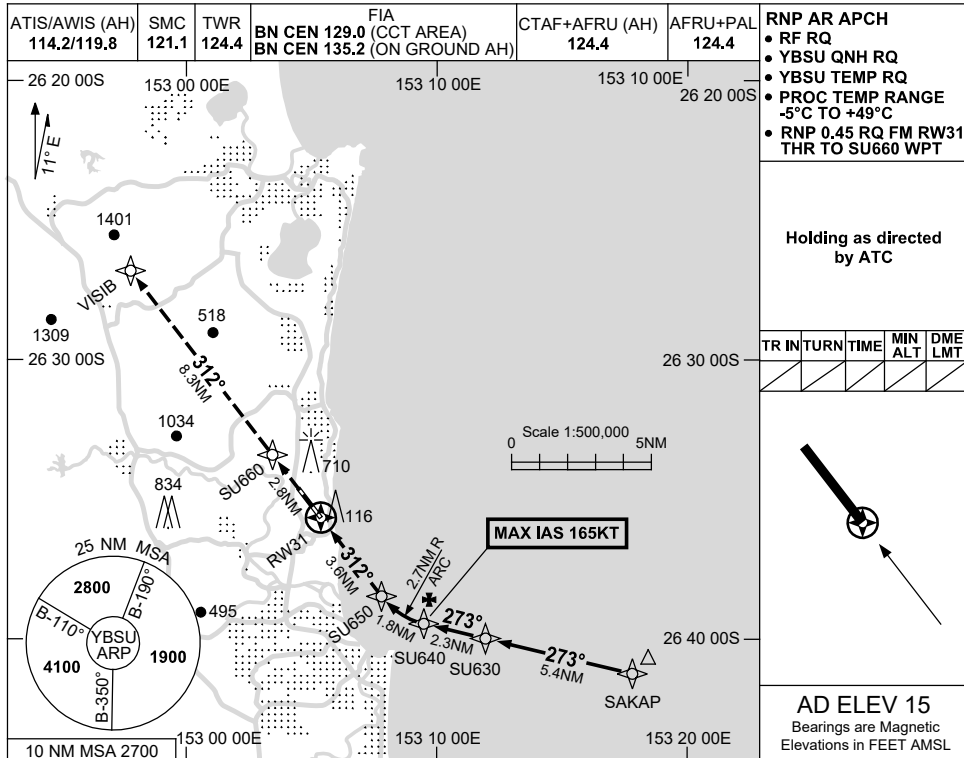 ATIS/AWIS (AH)
114.2/119.8
SMC
121.1
TWR
124.4
FIA
BN CEN 129.0 (CCT AREA)
BN CEN 135.2 (ON GROUND AH)
CTAF+AFRU (AH)
124.4
AFRU+PAL
124.4
RNP AR APCH
• RF RQ
• YBSU QNH RQ
• YBSU TEMP RQ
• PROC TEMP RANGE
-5°C TO +49°C
• RNP 0.45 RQ FM RW31
THR TO SU660 WPT
Holding as directed
by ATC
TR IN
TURN
TIME
MIN
ALT
DME
LMT
AD ELEV 15
Bearings are Magnetic
Elevations in FEET AMSL
26 20 00S
153 00 00E
153 10 00E
26 20 00S
11° E
1401
VISIB
1309
518
26 30 00S
26 30 00S
312°
8.3NM
1034
Scale 1:500,000
0
5NM
SU660
710
2.8NM
834
116
RW31
MAX IAS 165KT
312°
3.6NM
2.7NM R
ARC
25 NM MSA
2800
B-190°
B-110°
YBSU
ARP
4100
1900
B-350°
495
SU650
1.8NM
273°
2.3NM
SU640
SU630
273°
5.4NM
SAKAP
26 40 00S
10 NM MSA 2700
153 00 00E
153 10 00E
153 20 00E